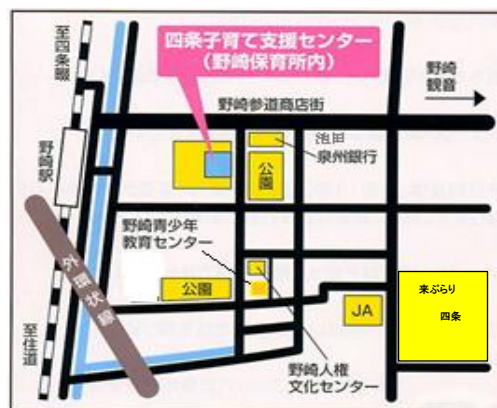 至四条畷
四条子育て支援センター
（野崎保育所内）
野崎
観音
野崎参道商店街
池田
泉州銀行
公園
野崎駅
野崎青少年
教育センター
外環状線
公園
JA
来ぶらり
四条
至住道
野崎人権
文化センター